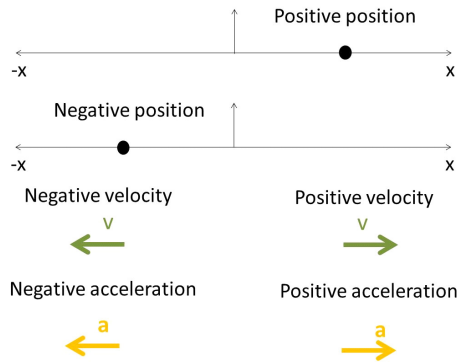 Positive position
-x x
Negative position
-x x
Negative velocity Positive velocity
v v
Negative acceleration Positive acceleration
a a